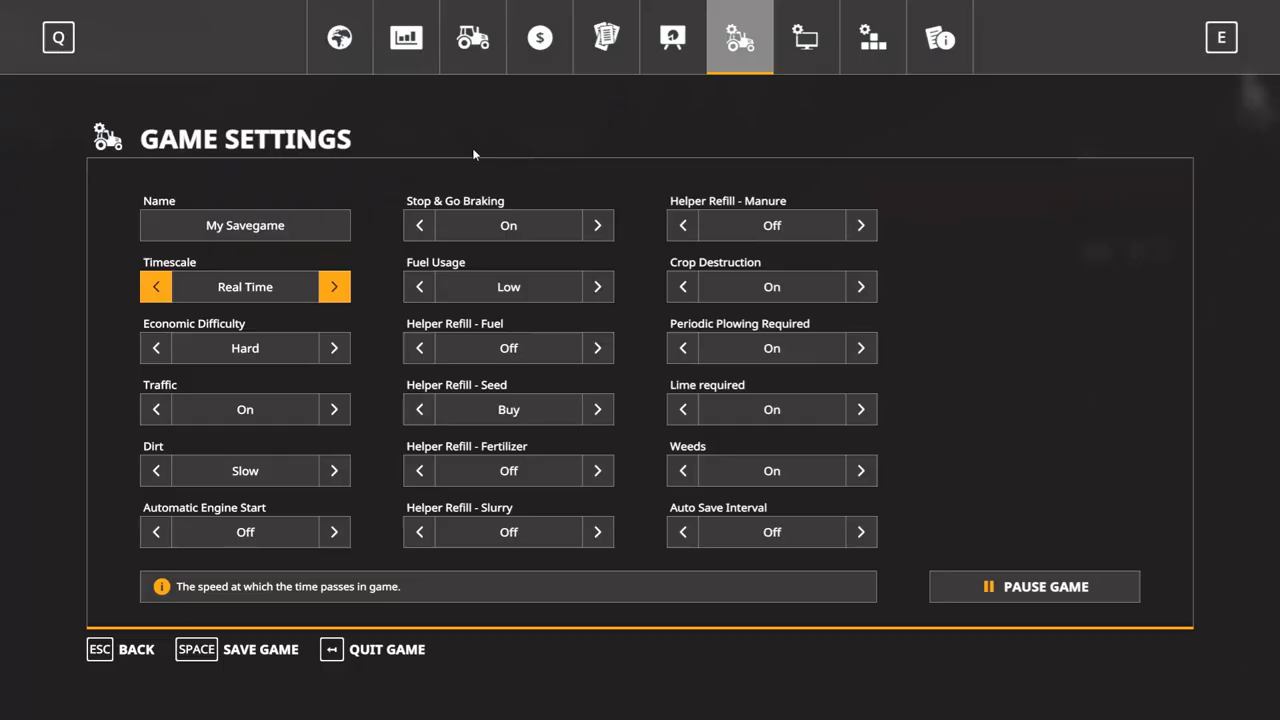 Q
$
E
GAME SETTINGS
Name
My Savegame
Timescale
Real Time
Economic Difficulty
Hard
Traffic
On
Dirt
Slow
Automatic Engine Start
Off
Stop & Go Braking
On
Fuel Usage
Low
Helper Refill - Fuel
Off
Helper Refill - Seed
Buy
Helper Refill - Fertilizer
Off
Helper Refill - Slurry
Off
Helper Refill - Manure
Off
Crop Destruction
On
Periodic Plowing Required
On
Lime required
On
Weeds
On
Auto Save Interval
Off
The speed at which the time passes in game.
PAUSE GAME
ESC BACK SPACE SAVE GAME ↤ QUIT GAME